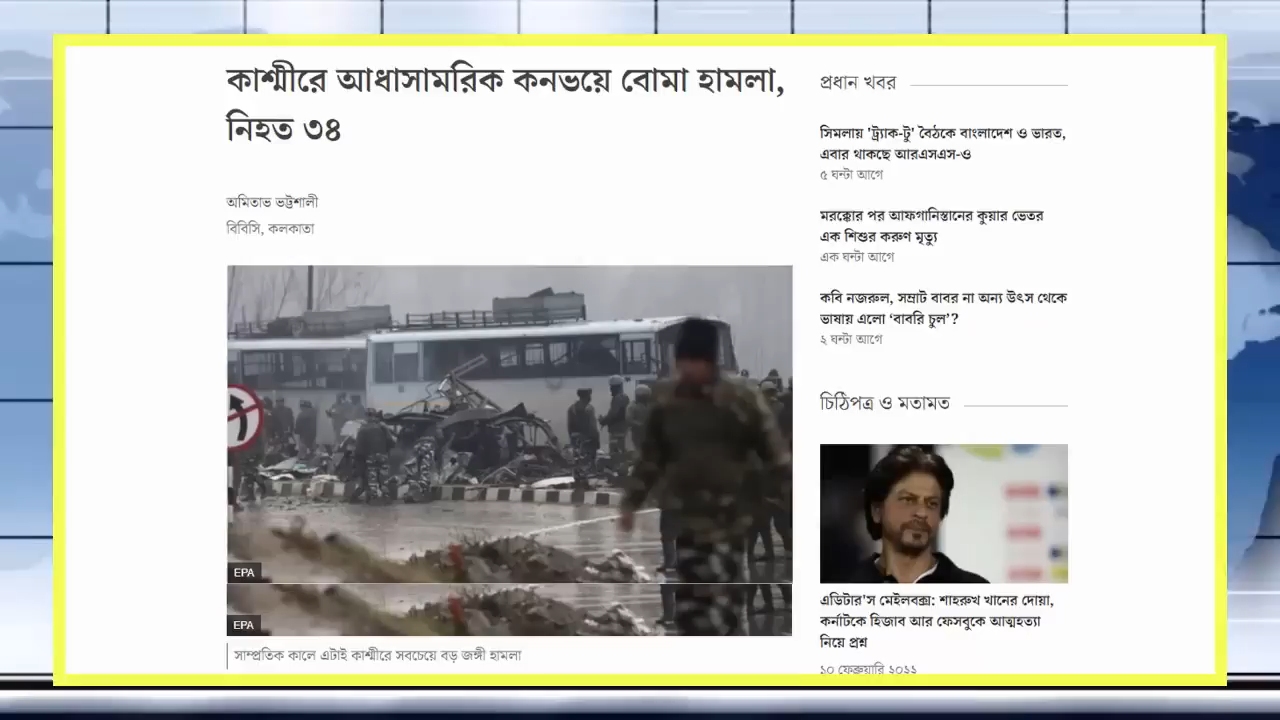 কাশ্মীরে আধাসামরিক কনভয়ে বোমা হামলা,
নিহত ৩৪
অমিতাভ ভট্টশালী
বিবিসি, কলকাতা
EPA
EPA
সাম্প্রতিক কালে এটাই কাশ্মীরে সবচেয়ে বড় জঙ্গী হামলা
প্রধান খবর
সিমলায় 'ট্র্যাক-টু' বৈঠকে বাংলাদেশ ও ভারত,
এবার থাকছে আরএসএস-ও
৫ ঘন্টা আগে
মরক্কোর পর আফগানিস্তানের কুয়ার ভেতর
এক শিশুর করুণ মৃত্যু
এক ঘন্টা আগে
কবি নজরুল, সম্রাট বাবর না অন্য উৎস থেকে
ভাষায় এলো ‘বাবরি চুল’?
২ ঘন্টা আগে
চিঠিপত্র ও মতামত
এডিটার'স মেইলবক্স: শাহরুখ খানের দোয়া,
কর্নাটকে হিজাব আর ফেসবুকে আত্মহত্যা
নিয়ে প্রশ্ন
১০ ফেব্রুয়ারি ২০২২